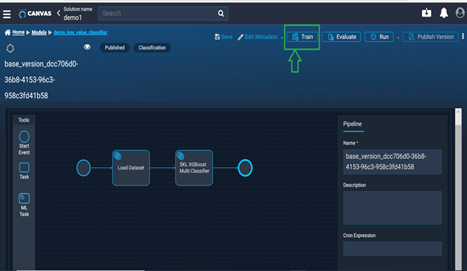 CANVAS
Solution name
demo1
Search
Home > Models > demo_key_value_classifier
Save
Edit Metadata
Train
Evaluate
Run
Publish Version
Published
Classification
base_version_dcc706d0-
36b8-4153-96c3-
958c3fd41b58
Tools
Start
Event
Task
ML
Task
Load Dataset
SKL XGBoost
Multi Classifier
Pipeline
Name *
base_version_dcc706d0-36b8-
4153-96c3-958c3fd41b58
Description
Cron Expression